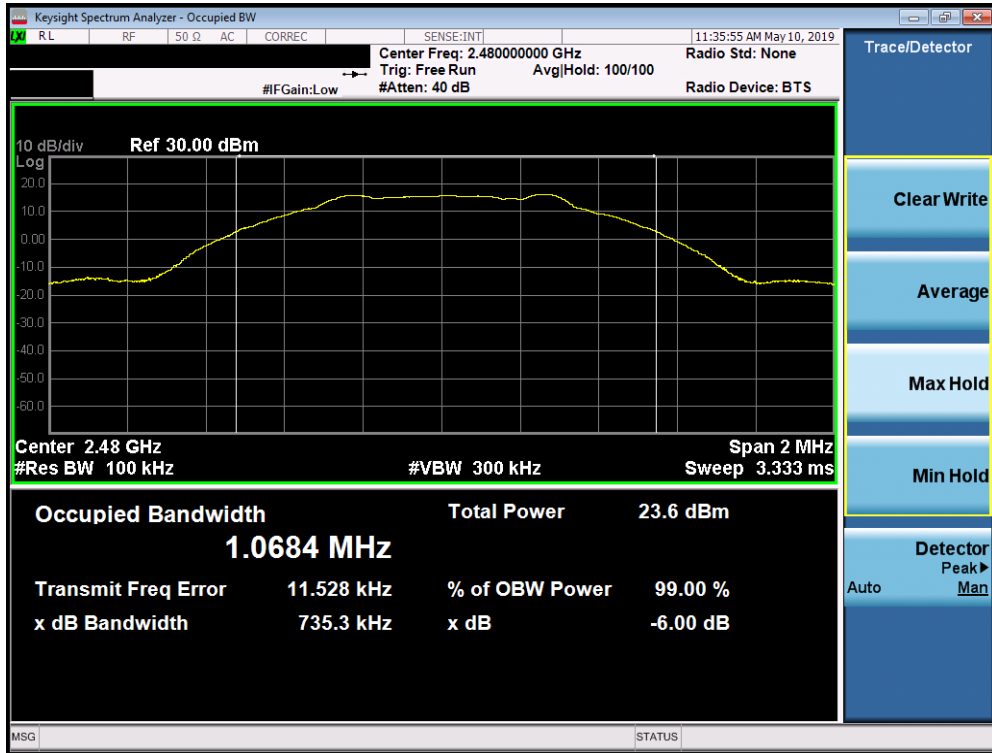 Keysight Spectrum Analyzer - Occupied BW
LXI RL RF 50 Ω AC CORREC SENSE:INT 11:35:55 AM May 10, 2019
Center Freq: 2.480000000 GHz Radio Std: None
Trig: Free Run Avg|Hold: 100/100
#IFGain:Low #Atten: 40 dB Radio Device: BTS
10 dB/div Ref 30.00 dBm
Log
20.0
10.0
0.00
-10.0
-20.0
-30.0
-40.0
-50.0
-60.0
Center 2.48 GHz Span 2 MHz
#Res BW 100 kHz #VBW 300 kHz Sweep 3.333 ms
Occupied Bandwidth Total Power 23.6 dBm
1.0684 MHz
Transmit Freq Error 11.528 kHz % of OBW Power 99.00 %
x dB Bandwidth 735.3 kHz x dB -6.00 dB
MSG STATUS
Trace/Detector
Clear Write
Average
Max Hold
Min Hold
Detector
Peak▶
Auto Man